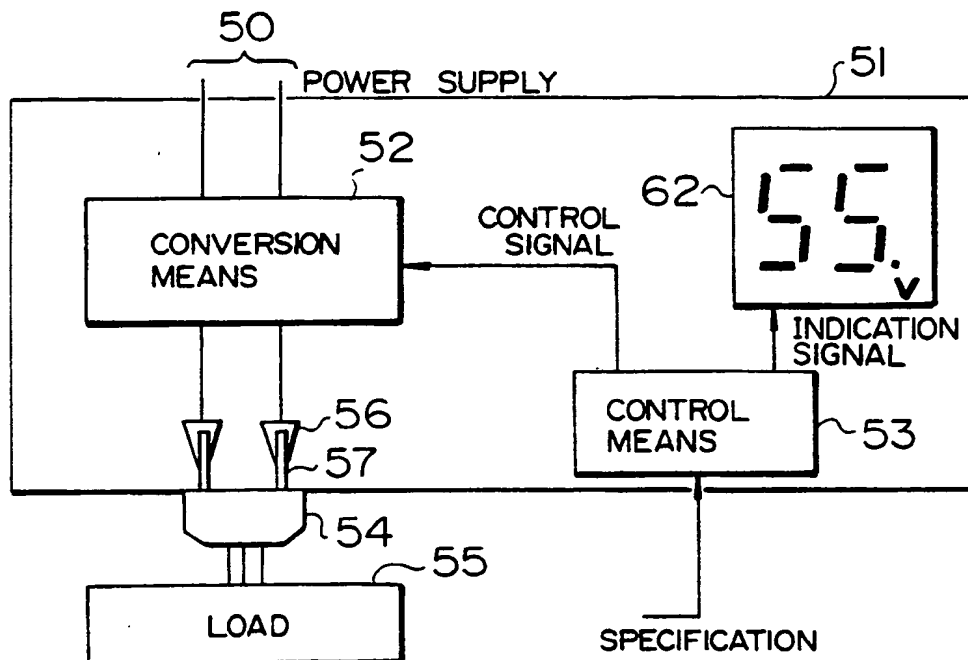 50
POWER SUPPLY
51
52
62
55.V
CONVERSION
MEANS
CONTROL
SIGNAL
INDICATION
SIGNAL
56
57
CONTROL
MEANS
53
54
55
LOAD
SPECIFICATION